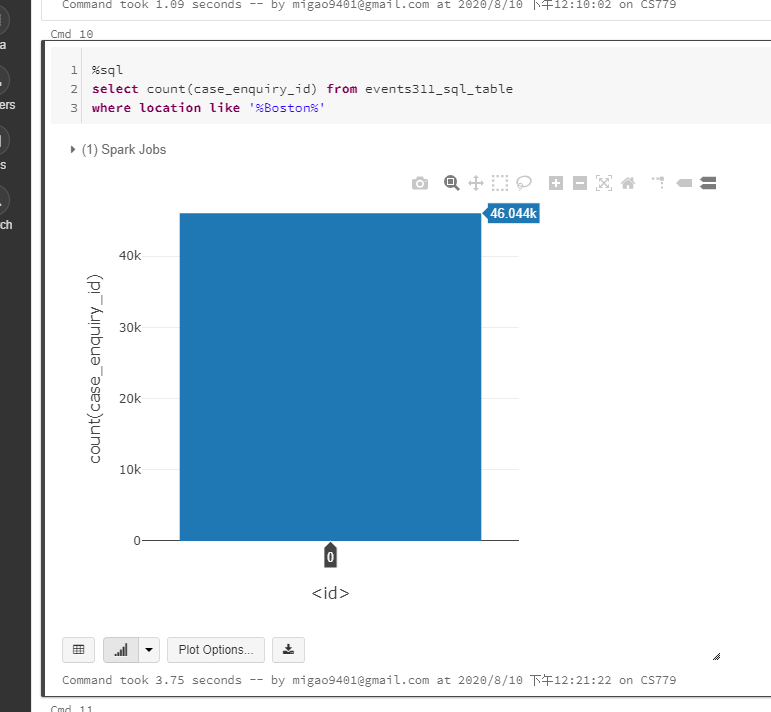 Command took 1.09 seconds -- by migao9401@gmail.com at 2020/8/10 下午12:10:02 on CS779
Cmd 10
a
ers
s
ch
1 %sql
2 select count(case_enquiry_id) from events311_sql_table
3 where location like '%Boston%'
(1) Spark Jobs
46.044k
40k
30k
20k
10k
0
count(case_enquiry_id)
0
<id>
Plot Options...
Command took 3.75 seconds -- by migao9401@gmail.com at 2020/8/10 下午12:21:22 on CS779
Cmd 11